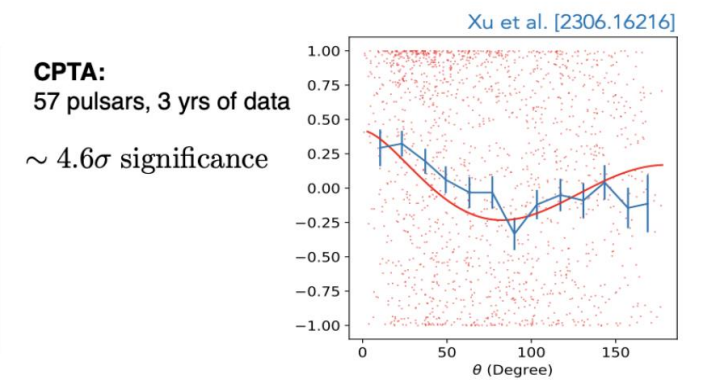 Xu et al. [2306.16216]
CPTA:
57 pulsars, 3 yrs of data
∼ 4.6σ significance
1.00
0.75
0.50
0.25
0.00
−0.25
−0.50
−0.75
−1.00
0 50 100 150
θ (Degree)